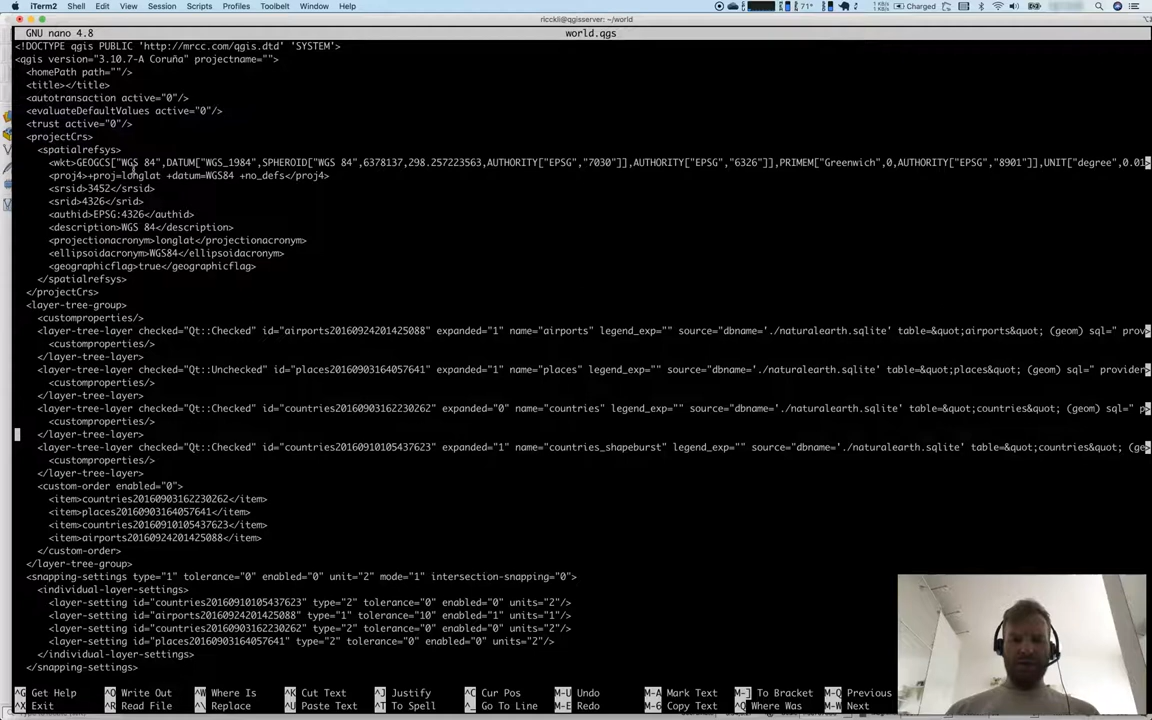 iTerm2 Shell Edit View Session Scripts Profiles Toolbelt Window Help 71° Charged
ricckli@qgisserver: ~/world
GNU nano 4.8 world.qgs
<!DOCTYPE qgis PUBLIC 'http://mrcc.com/qgis.dtd' 'SYSTEM'>
<qgis version="3.10.7-A Coruña" projectname="">
<homePath path=""/>
<title></title>
<autotransaction active="0"/>
<evaluateDefaultValues active="0"/>
<trust active="0"/>
<projectCrs>
<spatialrefsys>
<wkt>GEOGCS["WGS 84",DATUM["WGS_1984",SPHEROID["WGS 84",6378137,298.257223563,AUTHORITY["EPSG","7030"]],AUTHORITY["EPSG","6326"]],PRIMEM["Greenwich",0,AUTHORITY["EPSG","8901"]],UNIT["degree",0.01>
<proj4>+proj=longlat +datum=WGS84 +no_defs</proj4>
<srsid>3452</srsid>
<srid>4326</srid>
<authid>EPSG:4326</authid>
<description>WGS 84</description>
<projectionacronym>longlat</projectionacronym>
<ellipsoidacronym>WGS84</ellipsoidacronym>
<geographicflag>true</geographicflag>
</spatialrefsys>
</projectCrs>
<layer-tree-group>
<customproperties/>
<layer-tree-layer checked="Qt::Checked" id="airports20160924201425088" expanded="1" name="airports" legend_exp="" source="dbname='./naturalearth.sqlite' table=&quot;airports&quot; (geom) sql=" prov>
<customproperties/>
</layer-tree-layer>
<layer-tree-layer checked="Qt::Unchecked" id="places20160903164057641" expanded="1" name="places" legend_exp="" source="dbname='./naturalearth.sqlite' table=&quot;places&quot; (geom) sql=" provider>
<customproperties/>
</layer-tree-layer>
<layer-tree-layer checked="Qt::Checked" id="countries20160903162230262" expanded="0" name="countries" legend_exp="" source="dbname='./naturalearth.sqlite' table=&quot;countries&quot; (geom) sql=" p>
<customproperties/>
</layer-tree-layer>
<layer-tree-layer checked="Qt::Checked" id="countries20160910105437623" expanded="1" name="countries_shapeburst" legend_exp="" source="dbname='./naturalearth.sqlite' table=&quot;countries&quot; (ge>
<customproperties/>
</layer-tree-layer>
<custom-order enabled="0">
<item>countries20160903162230262</item>
<item>places20160903164057641</item>
<item>countries20160910105437623</item>
<item>airports20160924201425088</item>
</custom-order>
</layer-tree-group>
<snapping-settings type="1" tolerance="0" enabled="0" unit="2" mode="1" intersection-snapping="0">
<individual-layer-settings>
<layer-setting id="countries20160910105437623" type="2" tolerance="0" enabled="0" units="2"/>
<layer-setting id="airports20160924201425088" type="1" tolerance="10" enabled="1" units="1"/>
<layer-setting id="countries20160903162230262" type="2" tolerance="0" enabled="0" units="2"/>
<layer-setting id="places20160903164057641" type="2" tolerance="0" enabled="0" units="2"/>
</individual-layer-settings>
</snapping-settings>
^G Get Help ^O Write Out ^W Where Is ^K Cut Text ^J Justify ^C Cur Pos M-U Undo M-A Mark Text M-] To Bracket M-Q Previous
^X Exit ^R Read File ^\ Replace ^U Paste Text ^T To Spell ^_ Go To Line M-E Redo M-6 Copy Text ^Q Where Was M-W Next